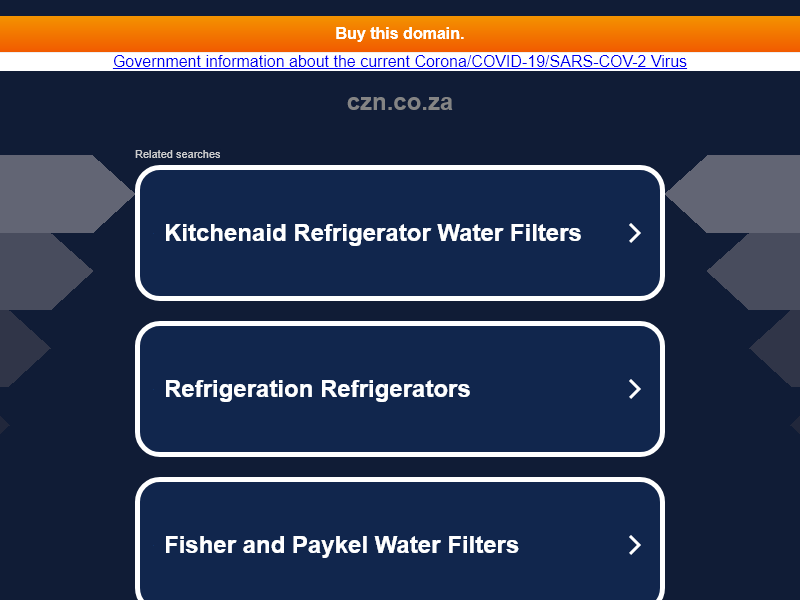 Buy this domain.
Government information about the current Corona/COVID-19/SARS-COV-2 Virus
czn.co.za
Related searches
Kitchenaid Refrigerator Water Filters
Refrigeration Refrigerators
Fisher and Paykel Water Filters